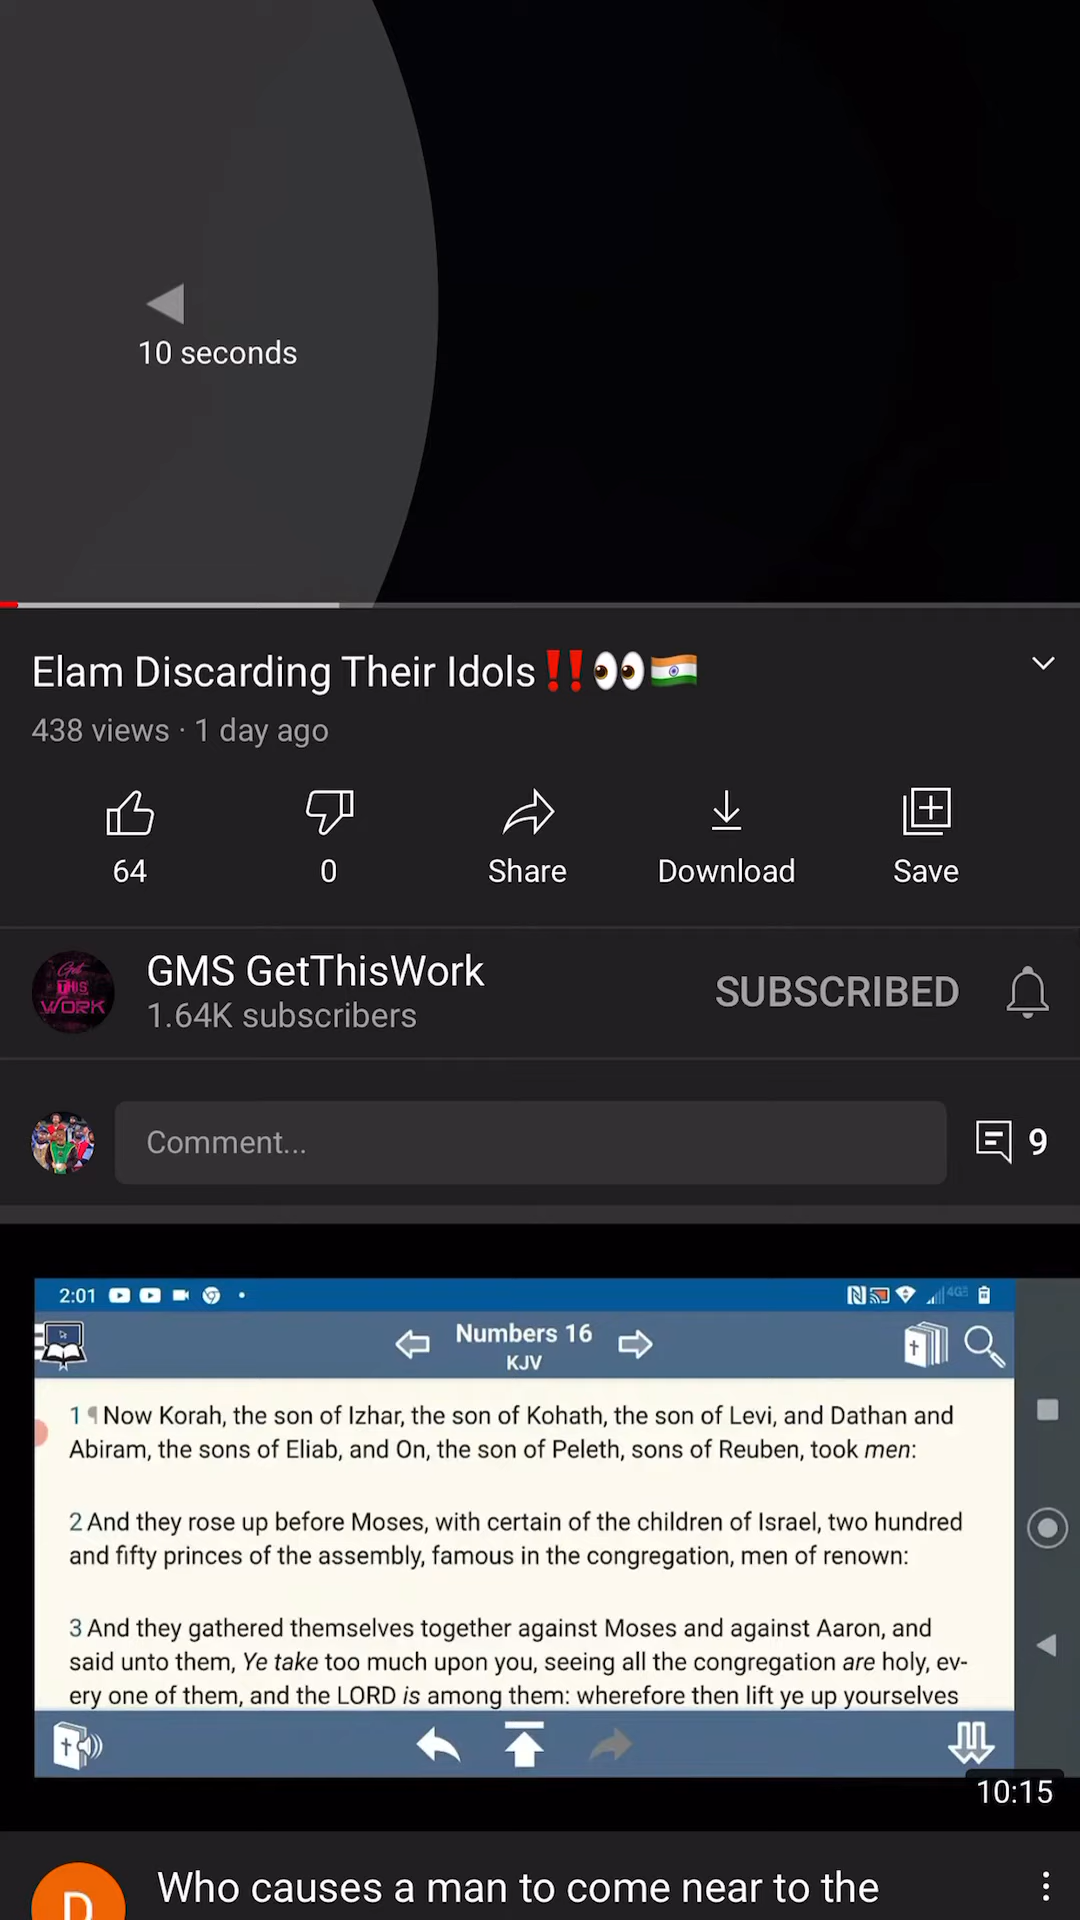 10 seconds
Elam Discarding Their Idols‼️👀🇮🇳
438 views · 1 day ago
64
0
Share
Download
Save
Get
THIS
WORK
GMS GetThisWork
1.64K subscribers
SUBSCRIBED
Comment...
9
2:01
4G
Numbers 16
KJV
1 ¶ Now Korah, the son of Izhar, the son of Kohath, the son of Levi, and Dathan and
Abiram, the sons of Eliab, and On, the son of Peleth, sons of Reuben, took men:
2 And they rose up before Moses, with certain of the children of Israel, two hundred
and fifty princes of the assembly, famous in the congregation, men of renown:
3 And they gathered themselves together against Moses and against Aaron, and
said unto them, Ye take too much upon you, seeing all the congregation are holy, ev-
ery one of them, and the LORD is among them: wherefore then lift ye up yourselves
10:15
D
Who causes a man to come near to the